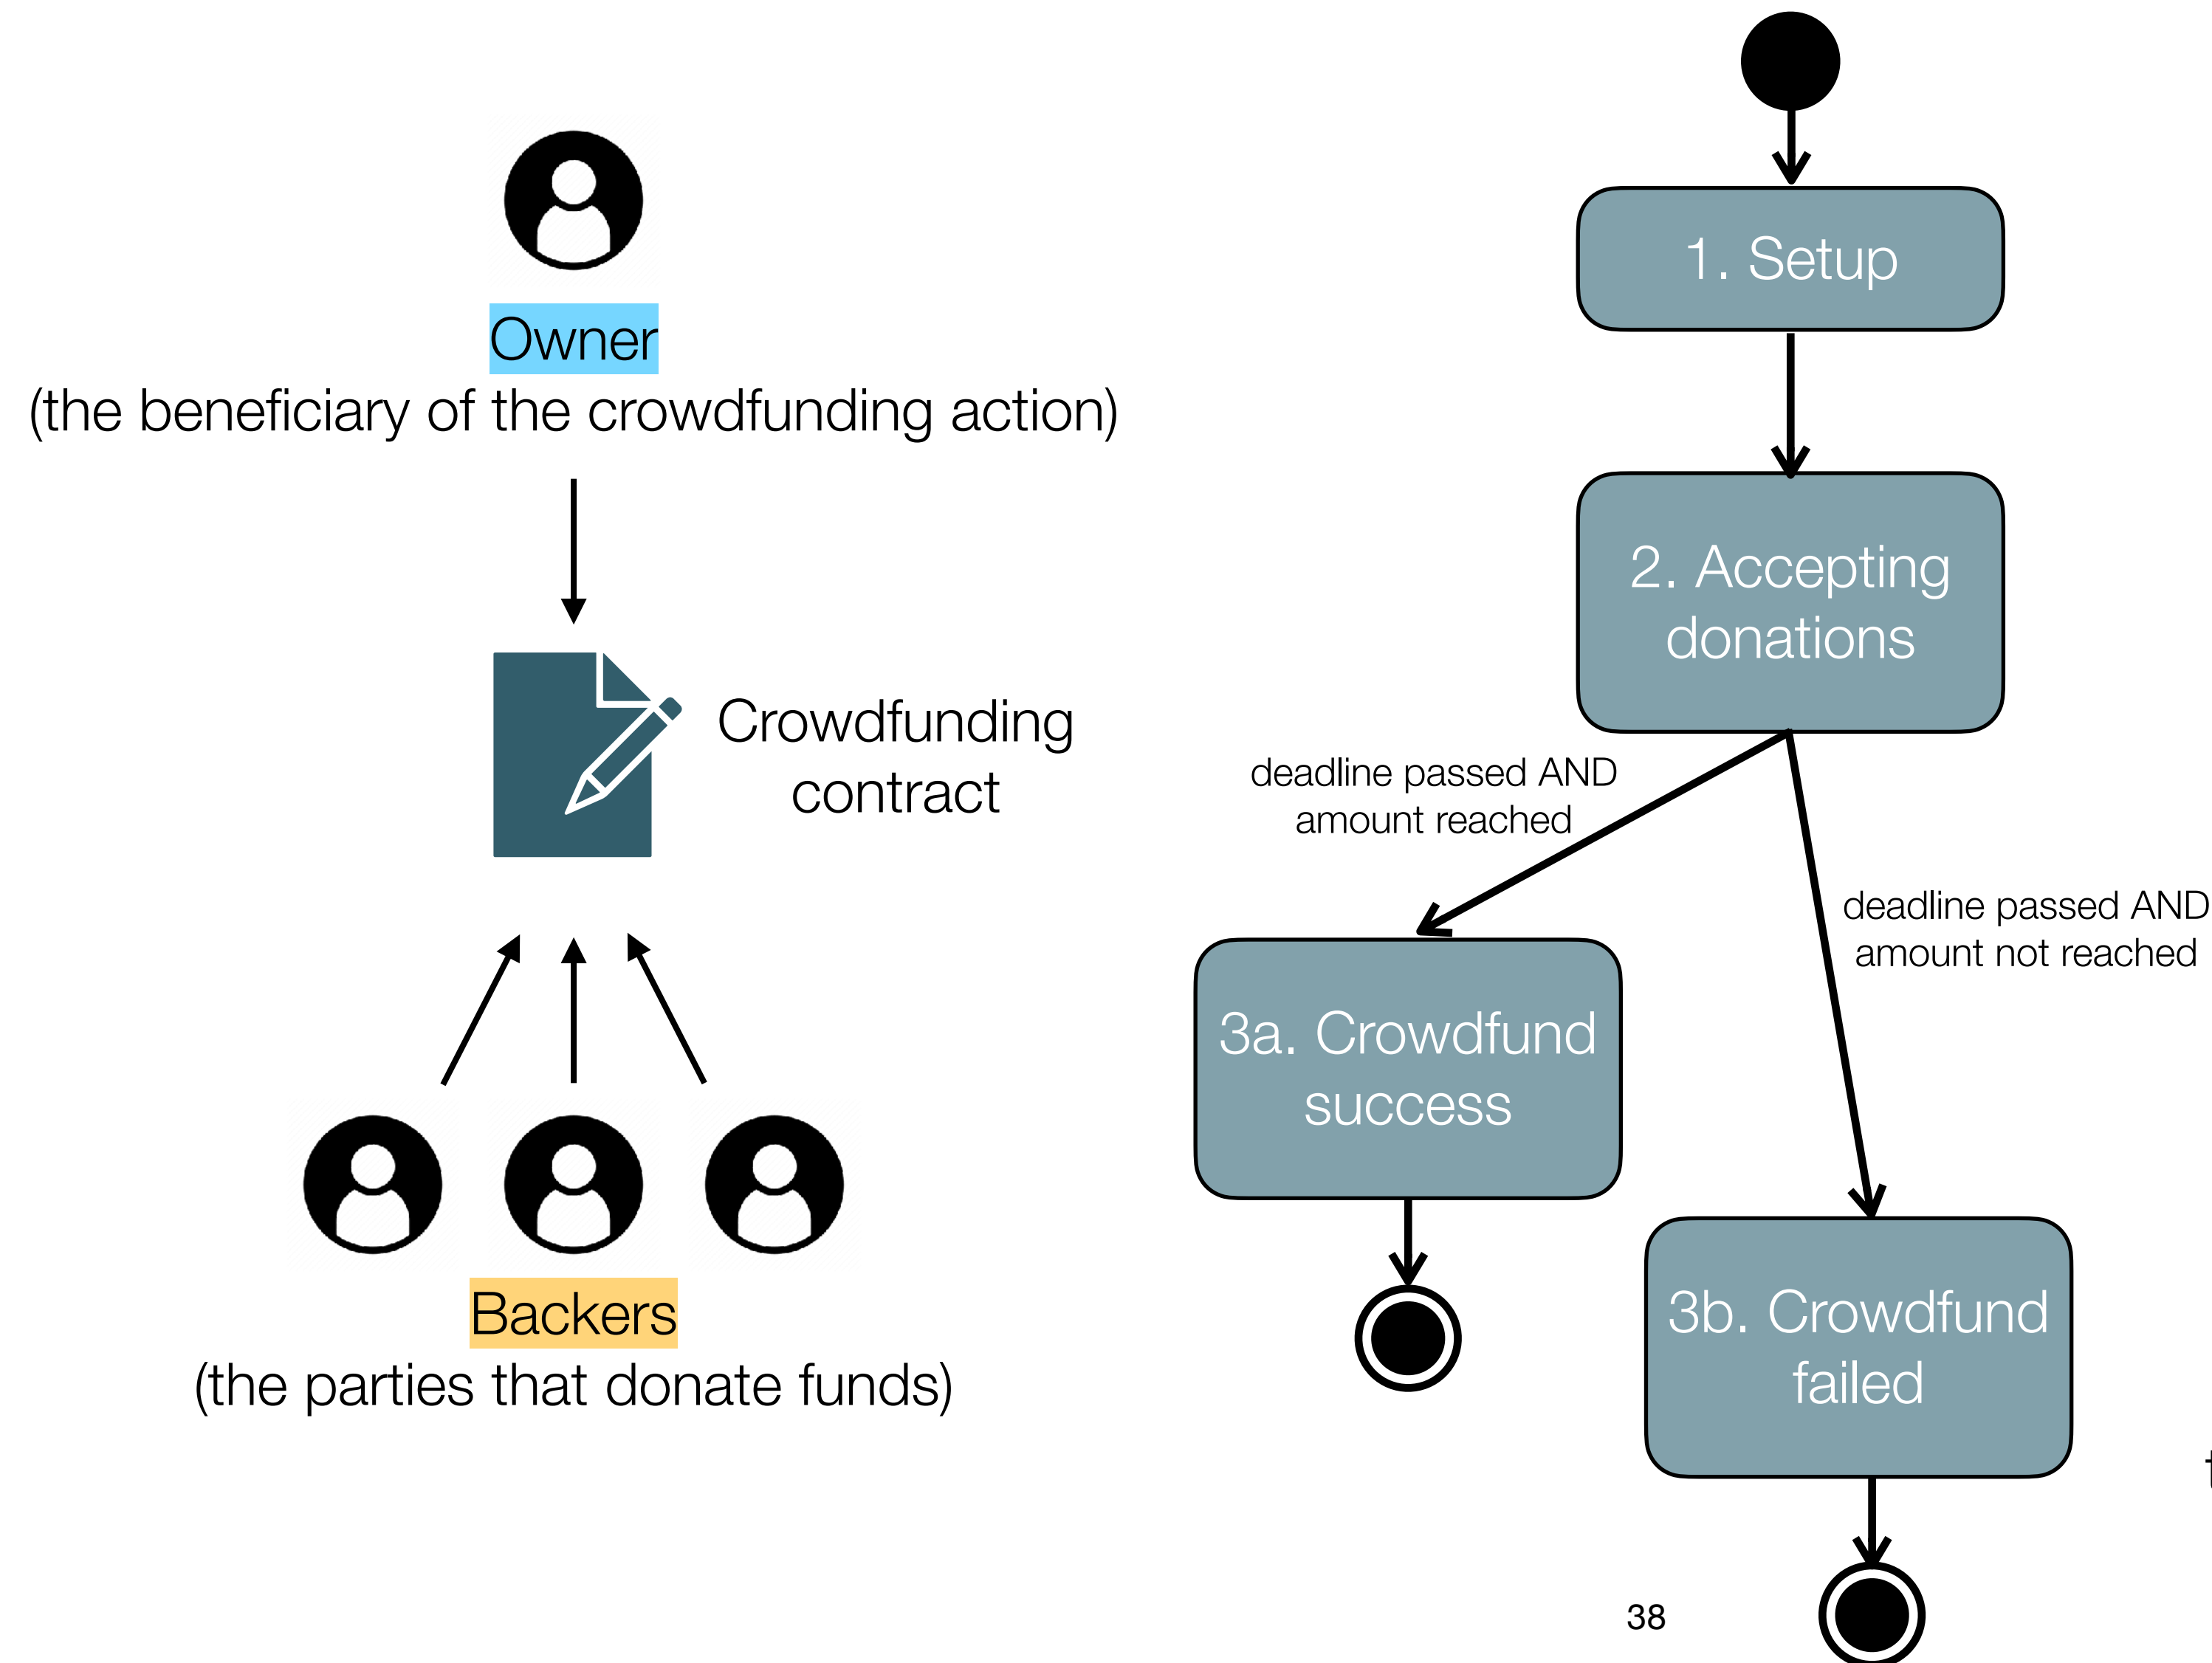 Owner
(the beneficiary of the crowdfunding action)
Crowdfunding
contract
Backers
(the parties that donate funds)
1. Setup
2. Accepting
donations
deadline passed AND
amount reached
deadline passed AND
amount not reached
3a. Crowdfund
success
3b. Crowdfund
failed
38